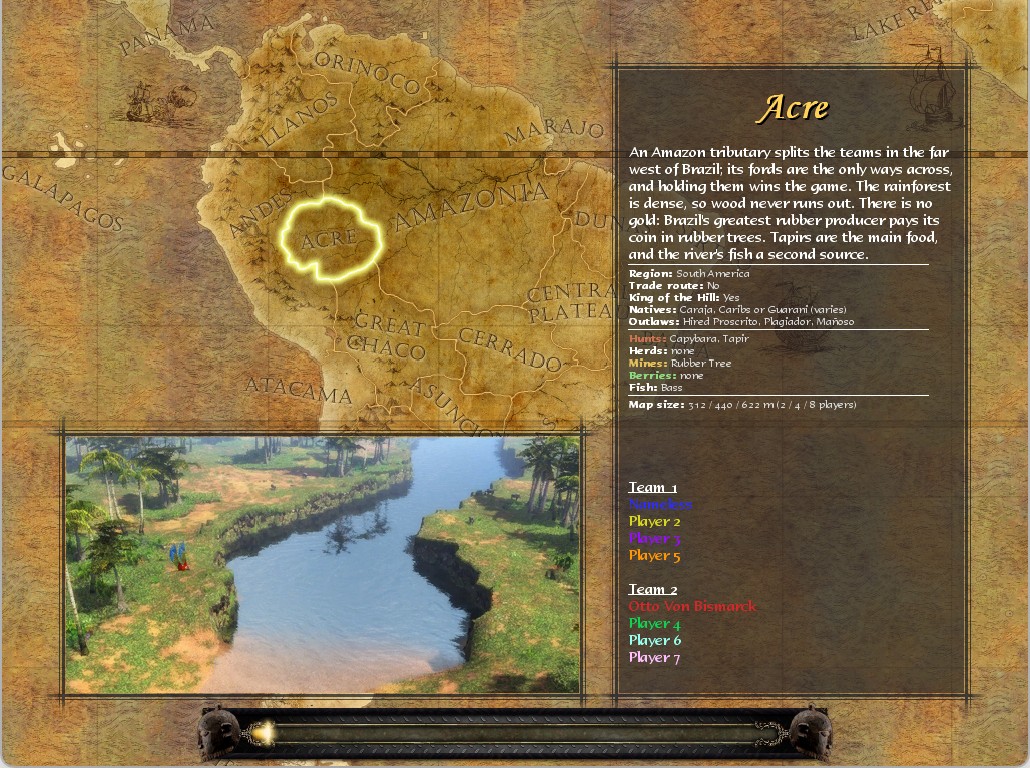 PANAMA
LAKE RE
ORINOCO
LLANOS
MARAJO
GALAPAGOS
ANDES
AMAZONIA
ACRE
DUN
CENTRA
PLATEA
GREAT
CHACO
CERRADO
ATACAMA
ASUNCIO
Acre
An Amazon tributary splits the teams in the far
west of Brazil; its fords are the only ways across,
and holding them wins the game. The rainforest
is dense, so wood never runs out. There is no
gold: Brazil's greatest rubber producer pays its
coin in rubber trees. Tapirs are the main food,
and the river's fish a second source.
Region: South America
Trade route: No
King of the Hill: Yes
Natives: Caraja, Caribs or Guarani (varies)
Outlaws: Hired Proscrito, Plagiador, Mañoso
Hunts: Capybara, Tapir
Herds: none
Mines: Rubber Tree
Berries: none
Fish: Bass
Map size: 312 / 440 / 622 m (2 / 4 / 8 players)
Team 1
Nameless
Player 2
Player 3
Player 5
Team 2
Otto Von Bismarck
Player 4
Player 6
Player 7